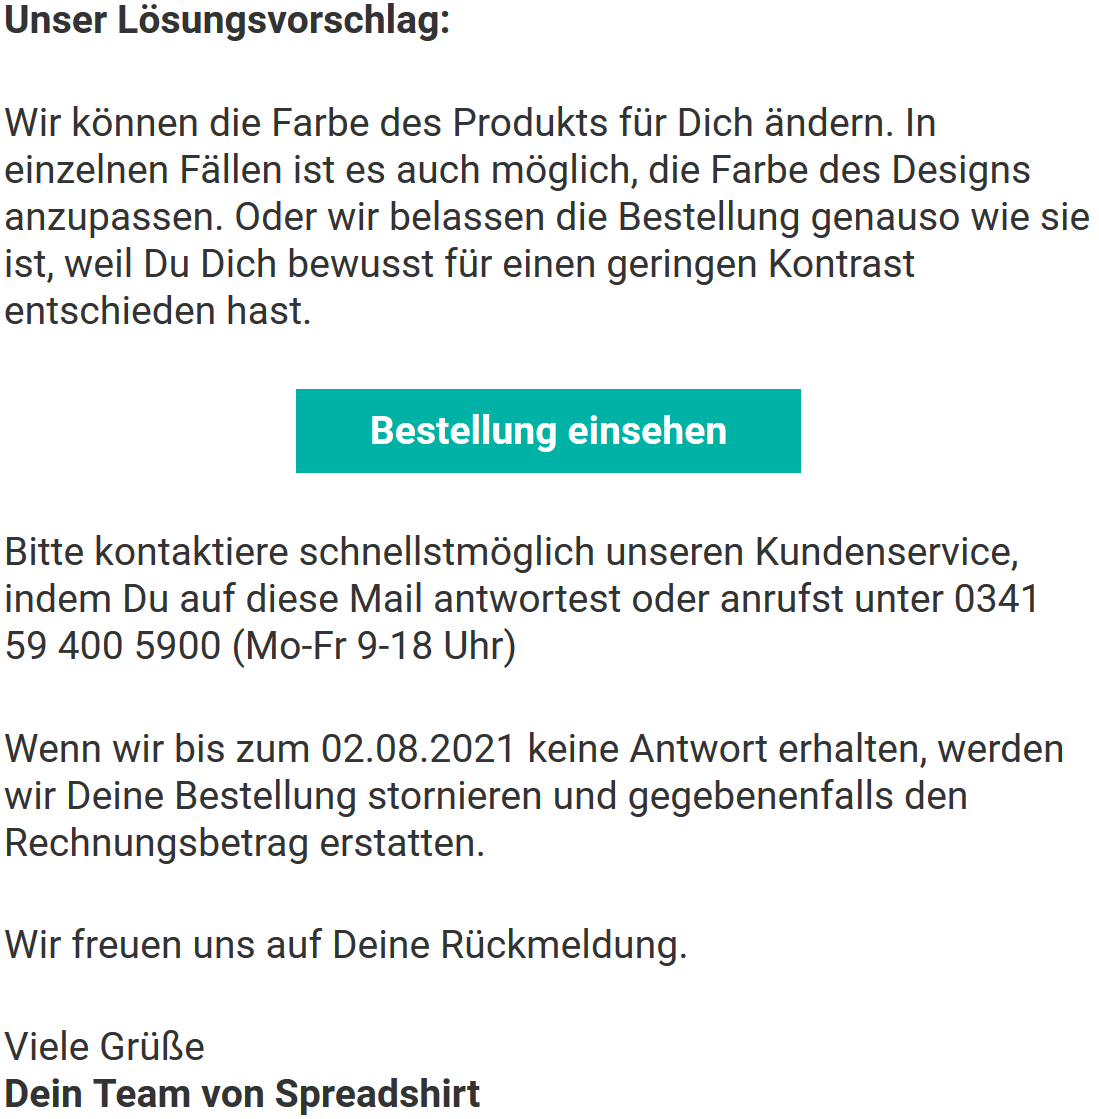 Unser Lösungsvorschlag:
Wir können die Farbe des Produkts für Dich ändern. In
einzelnen Fällen ist es auch möglich, die Farbe des Designs
anzupassen. Oder wir belassen die Bestellung genauso wie sie
ist, weil Du Dich bewusst für einen geringen Kontrast
entschieden hast.
Bestellung einsehen
Bitte kontaktiere schnellstmöglich unseren Kundenservice,
indem Du auf diese Mail antwortest oder anrufst unter 0341
59 400 5900 (Mo-Fr 9-18 Uhr)
Wenn wir bis zum 02.08.2021 keine Antwort erhalten, werden
wir Deine Bestellung stornieren und gegebenenfalls den
Rechnungsbetrag erstatten.
Wir freuen uns auf Deine Rückmeldung.
Viele Grüße
Dein Team von Spreadshirt